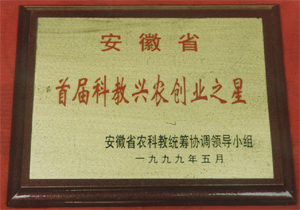 安徽省
首届科教兴农创业之星
安徽省农科教统筹协调领导小组
一九九九年五月